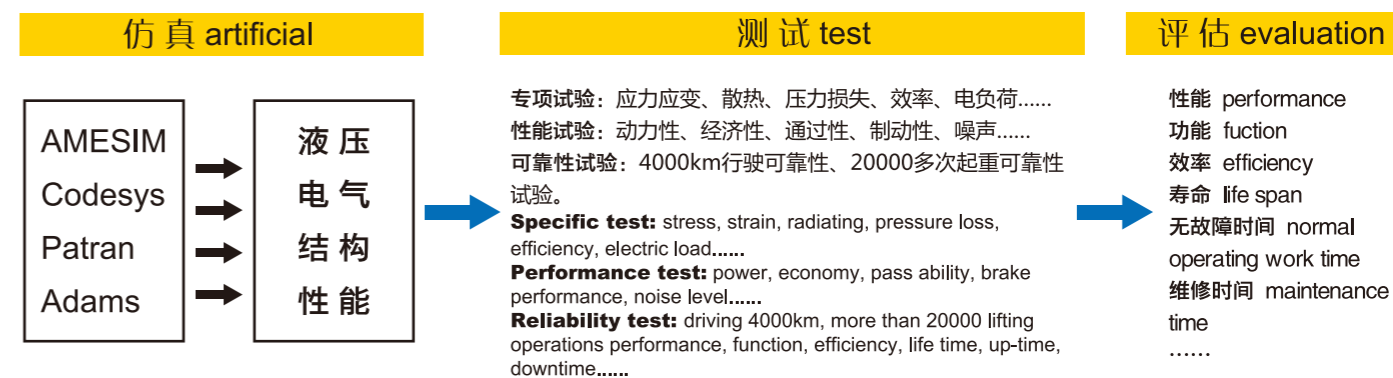 仿真 artificial
AMESIM
Codesys
Patran
Adams
液压
电气
结构
性能
测试 test
专项试验：应力应变、散热、压力损失、效率、电负荷......
性能试验：动力性、经济性、通过性、制动性、噪声......
可靠性试验：4000km行驶可靠性、20000多次起重可靠性
试验。
Specific test: stress, strain, radiating, pressure loss,
efficiency, electric load......
Performance test: power, economy, pass ability, brake
performance, noise level......
Reliability test: driving 4000km, more than 20000 lifting
operations performance, function, efficiency, life time, up-time,
downtime......
评估 evaluation
性能 performance
功能 fuction
效率 efficiency
寿命 life span
无故障时间 normal
operating work time
维修时间 maintenance
time
……